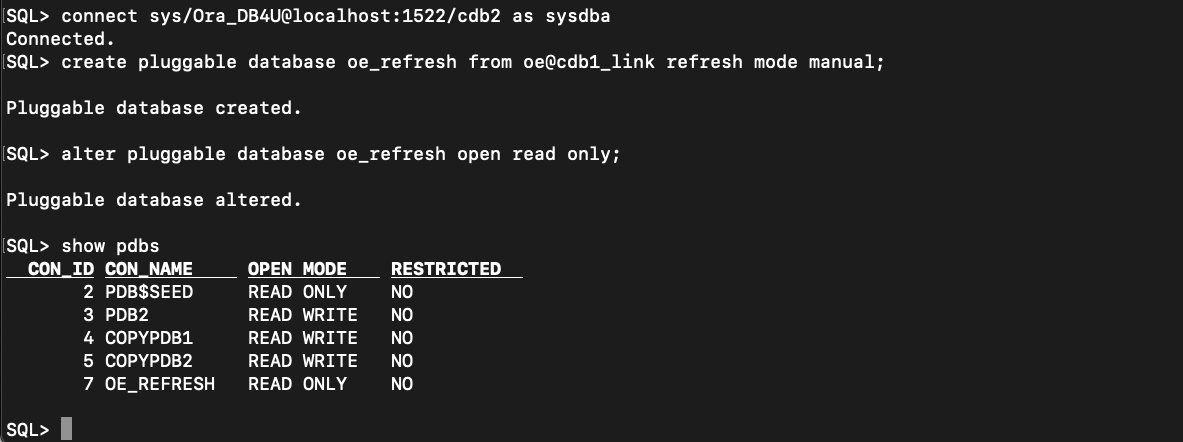 SQL> connect sys/Ora_DB4U@localhost:1522/cdb2 as sysdba
Connected.
SQL> create pluggable database oe_refresh from oe@cdb1_link refresh mode manual;
Pluggable database created.
SQL> alter pluggable database oe_refresh open read only;
Pluggable database altered.
SQL> show pdbs
CON_ID CON_NAME OPEN MODE RESTRICTED
2 PDB$SEED READ ONLY NO
3 PDB2 READ WRITE NO
4 COPYPDB1 READ WRITE NO
5 COPYPDB2 READ WRITE NO
7 OE_REFRESH READ ONLY NO
SQL>